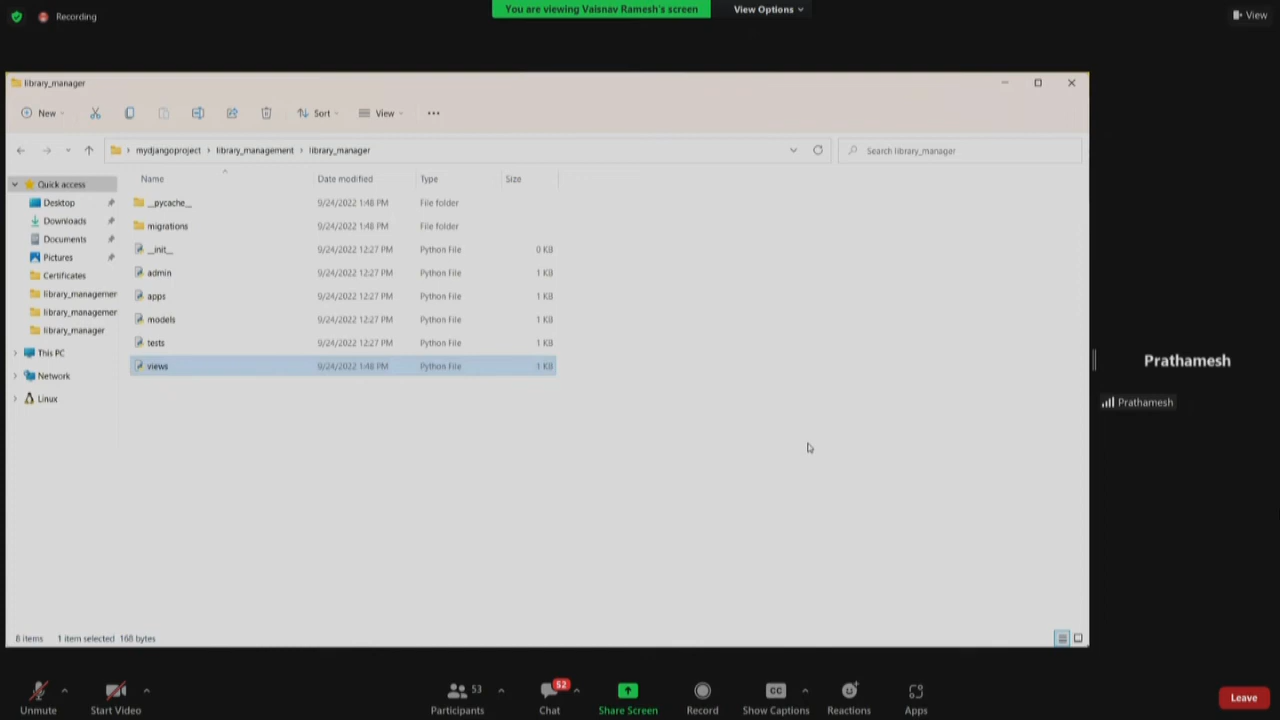 Recording
You are viewing Vaisnav Ramesh's screen
View Options
View
library_manager
New
Sort
View
mydjangoproject > library_management > library_manager
Search library_manager
Name Date modified Type Size
Quick access
Desktop
Downloads
Documents
Pictures
Certificates
library_managemer
library_managemer
library_manager
This PC
Network
Linux
__pycache__ 9/24/2022 1:48 PM File folder
migrations 9/24/2022 1:48 PM File folder
__init__ 9/24/2022 12:27 PM Python File 0 KB
admin 9/24/2022 12:27 PM Python File 1 KB
apps 9/24/2022 12:27 PM Python File 1 KB
models 9/24/2022 12:27 PM Python File 1 KB
tests 9/24/2022 12:27 PM Python File 1 KB
views 9/24/2022 1:48 PM Python File 1 KB
8 items 1 item selected 168 bytes
Prathamesh
Prathamesh
Unmute
Start Video
53
Participants
52
Chat
Share Screen
Record
CC
Show Captions
Reactions
Apps
Leave